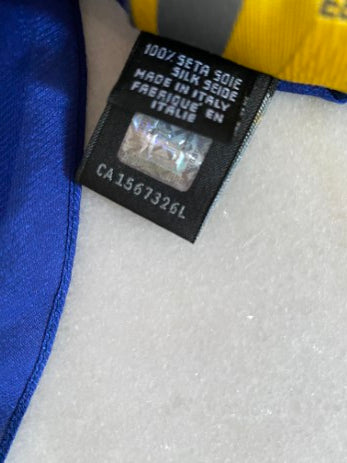 100% SETA SOIE
SILK SEIDE
MADE IN ITALY
FABRIQUE EN
ITALIE
CA1567326L